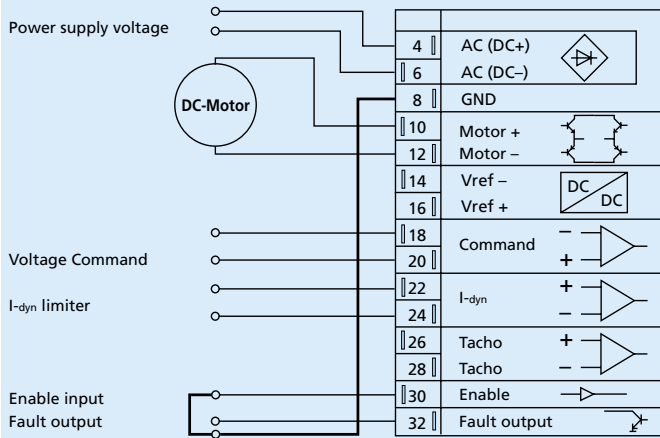 Power supply voltage
4 AC (DC+)
6 AC (DC–)
8 GND
DC-Motor
10 Motor +
12 Motor –
14 Vref –
16 Vref +
DC
DC
18 Command –
20 +
Voltage Command
22 I-dyn +
24 –
I-dyn limiter
26 Tacho +
28 Tacho –
Enable input
30 Enable
Fault output
32 Fault output